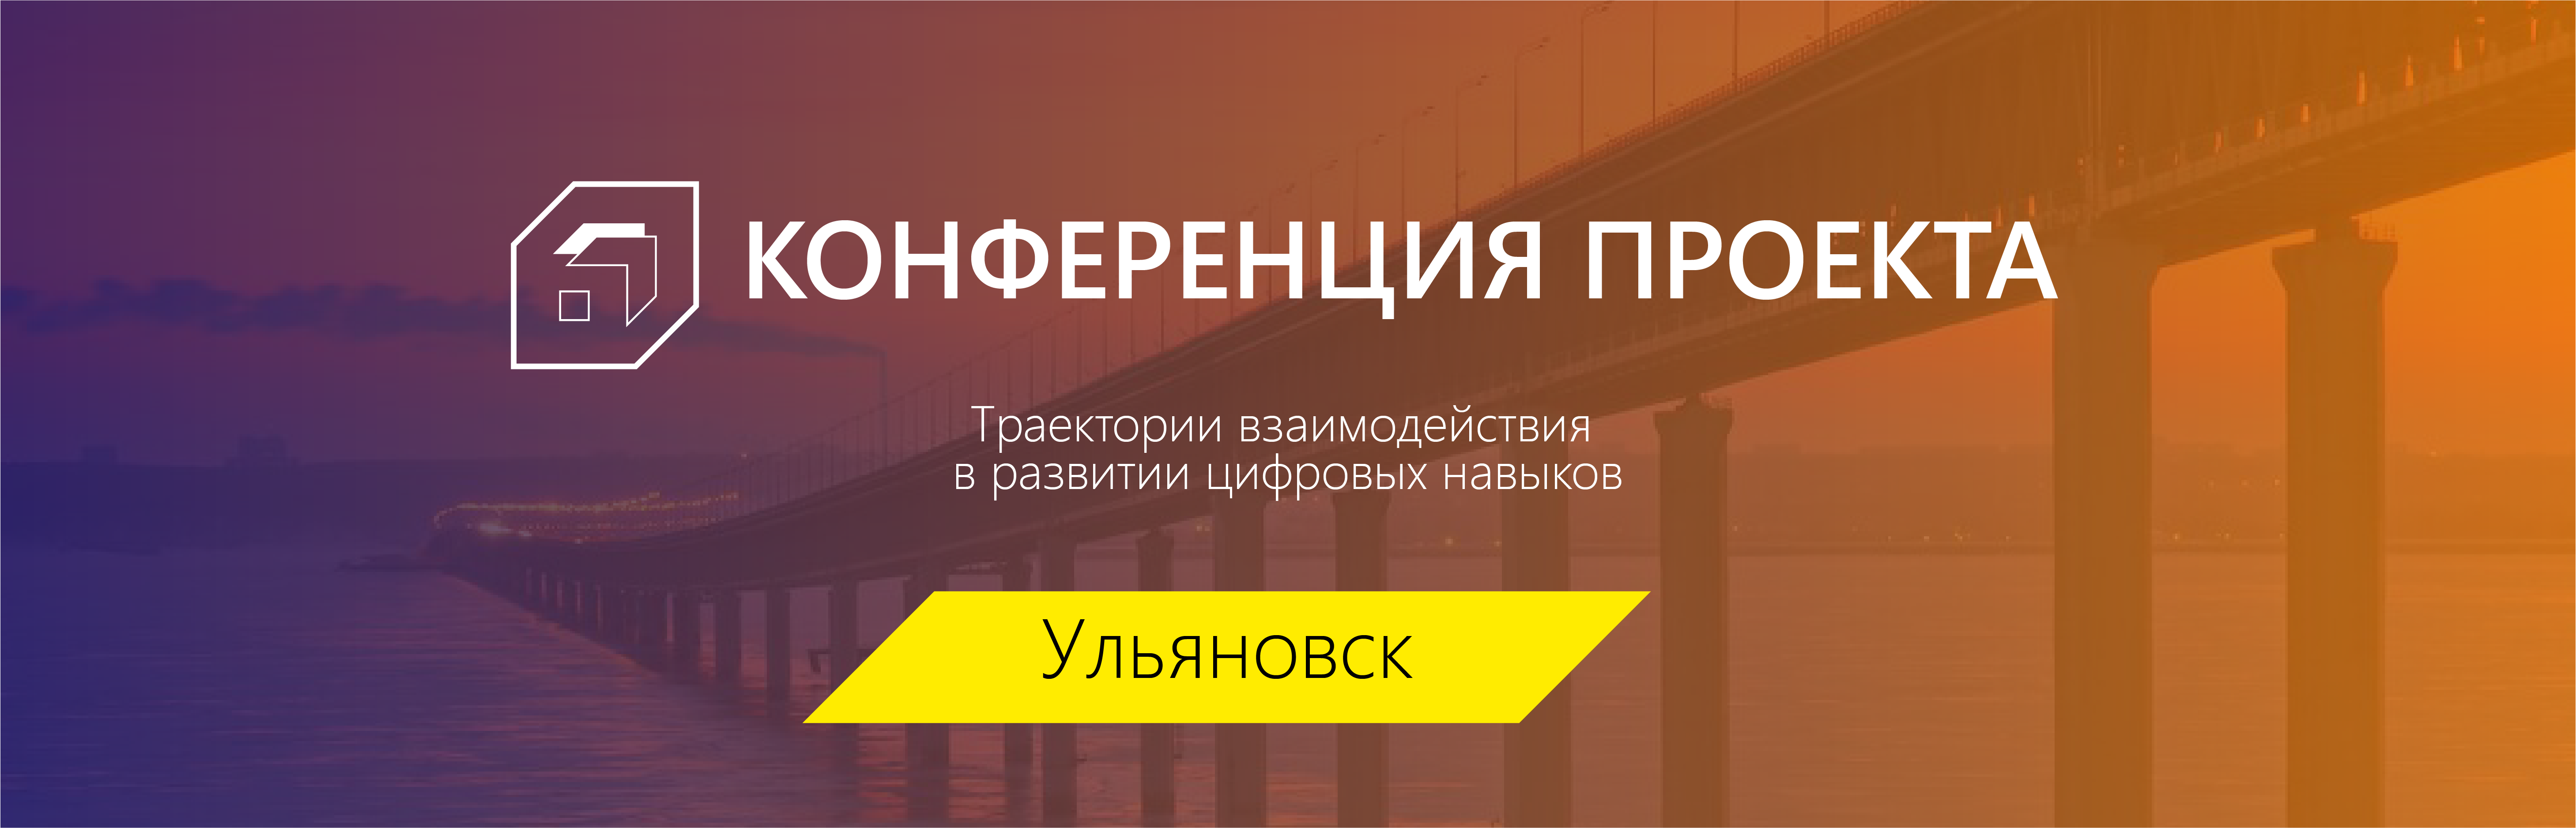 КОНФЕРЕНЦИЯ ПРОЕКТА
Траектории взаимодействия
в развитии цифровых навыков
Ульяновск